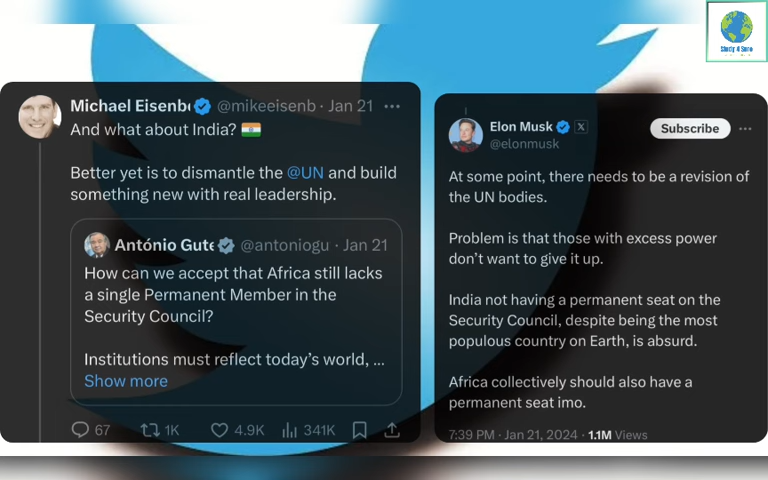 Study 4 Sure
Michael Eisenb @mikeeisenb · Jan 21 ···
And what about India? 🇮🇳
Better yet is to dismantle the @UN and build
something new with real leadership.
António Gute @antoniogu · Jan 21
How can we accept that Africa still lacks
a single Permanent Member in the
Security Council?
Institutions must reflect today's world, ...
Show more
67 1K 4.9K 341K
Elon Musk X Subscribe ···
@elonmusk
At some point, there needs to be a revision of
the UN bodies.
Problem is that those with excess power
don't want to give it up.
India not having a permanent seat on the
Security Council, despite being the most
populous country on Earth, is absurd.
Africa collectively should also have a
permanent seat imo.
7:39 PM · Jan 21, 2024 · 1.1M Views